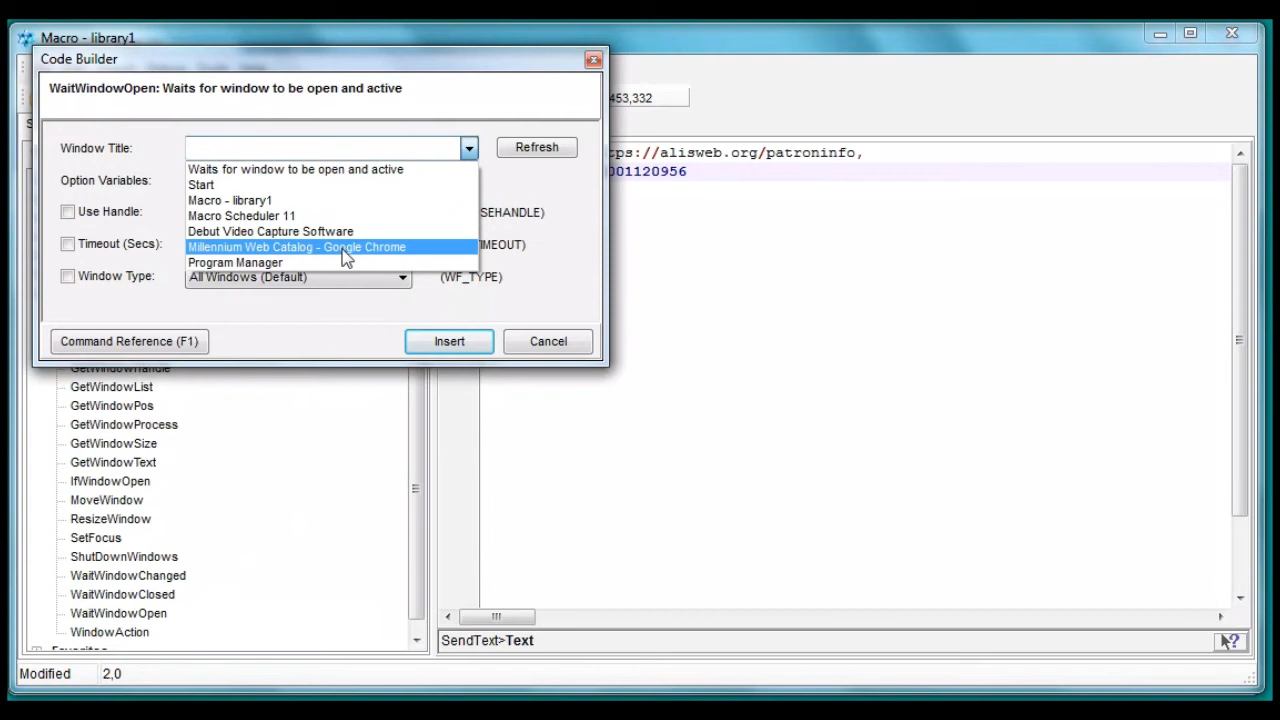 Macro - library1
Code Builder
WaitWindowOpen: Waits for window to be open and active
453,332
Window Title:
Refresh
tps://alisweb.org/patroninfo,
001120956
Waits for window to be open and active
Option Variables:
Start
Macro - library1
Use Handle:
SEHANDLE)
Macro Scheduler 11
Debut Video Capture Software
Timeout (Secs):
Millennium Web Catalog - Google Chrome
TIMEOUT)
Program Manager
Window Type:
All Windows (Default)
(WF_TYPE)
Command Reference (F1)
Insert
Cancel
GetWindowHandle
GetWindowList
GetWindowPos
GetWindowProcess
GetWindowSize
GetWindowText
IfWindowOpen
MoveWindow
ResizeWindow
SetFocus
ShutDownWindows
WaitWindowChanged
WaitWindowClosed
WaitWindowOpen
WindowAction
Favorites
SendText>Text
Modified
2,0